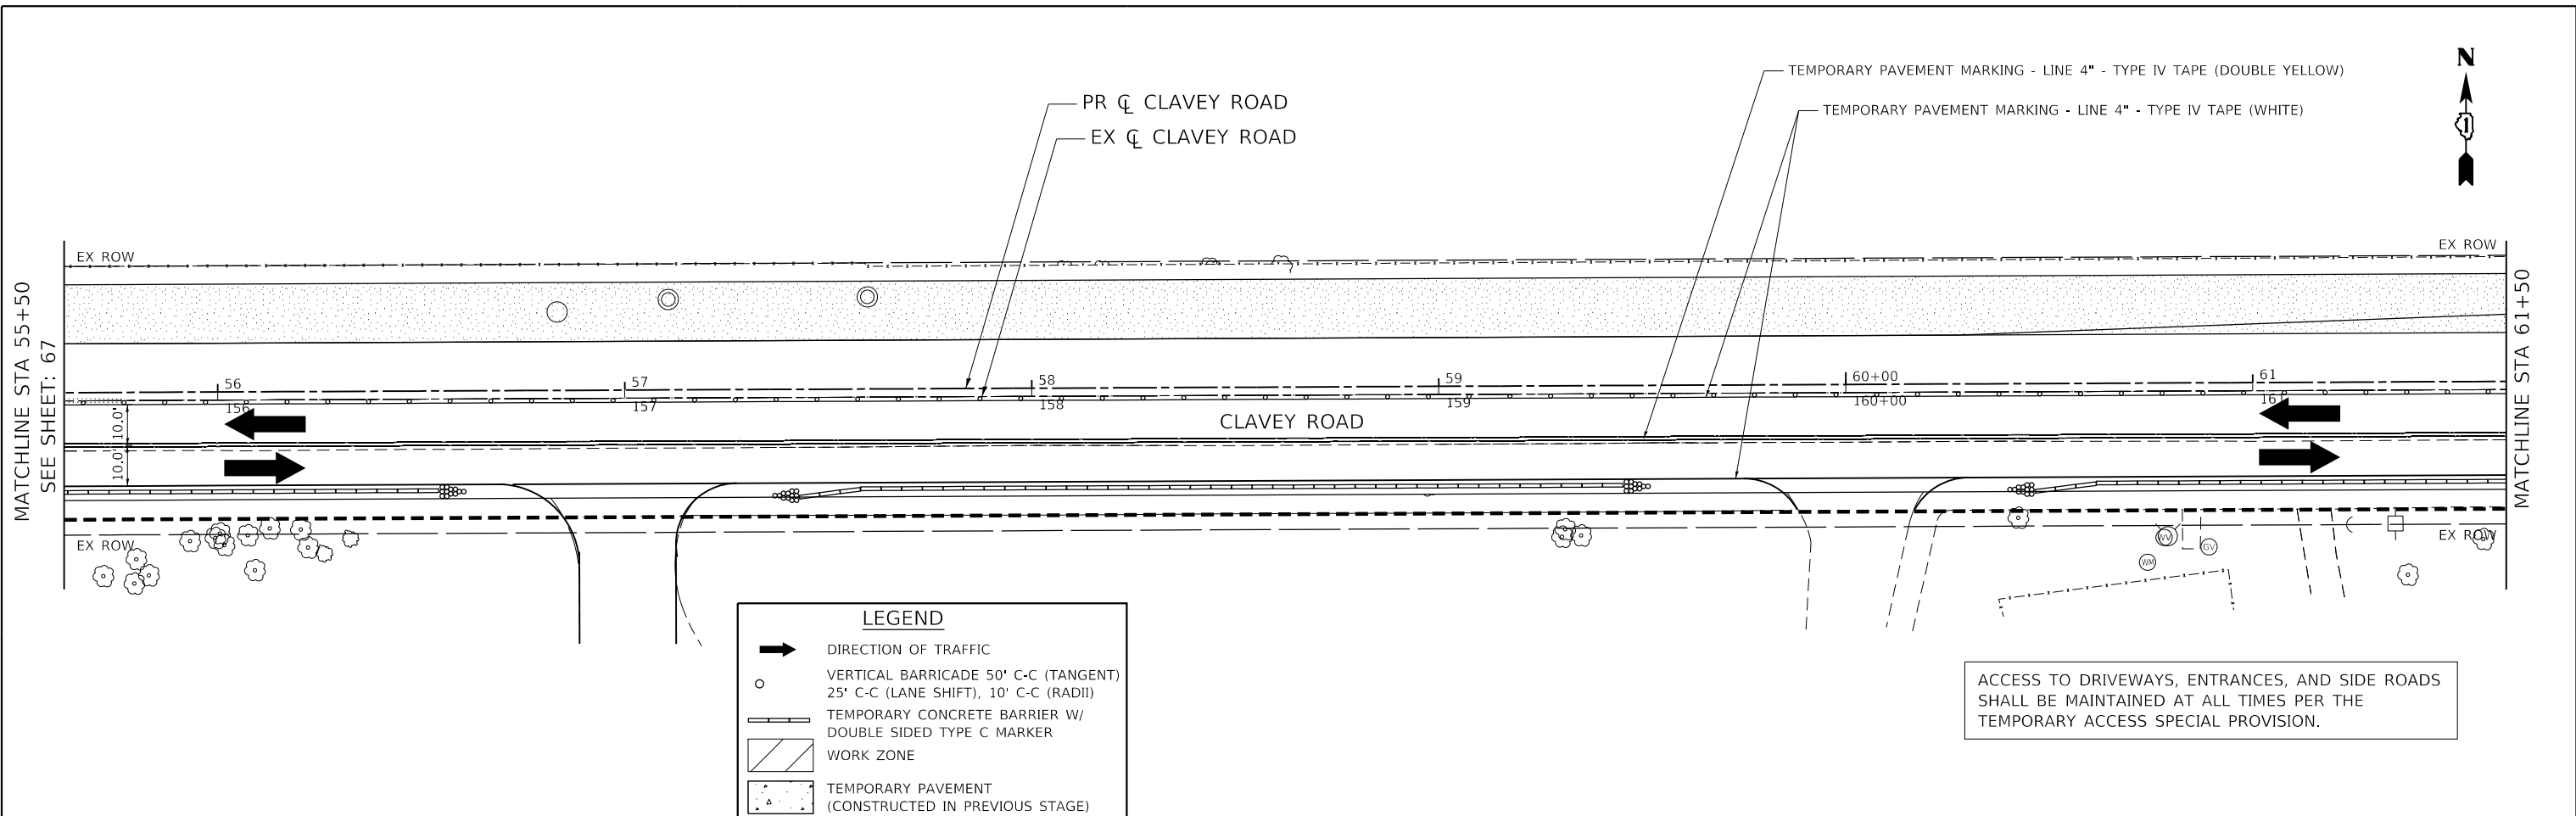 TEMPORARY PAVEMENT MARKING - LINE 4" - TYPE IV TAPE (DOUBLE YELLOW)
TEMPORARY PAVEMENT MARKING - LINE 4" - TYPE IV TAPE (WHITE)
PR ℄ CLAVEY ROAD
EX ℄ CLAVEY ROAD
N
1
EX ROW
EX ROW
MATCHLINE STA 55+50
SEE SHEET: 67
MATCHLINE STA 61+50
56
57
58
59
60+00
61
156
157
158
159
160+00
161
10.0'
10.0'
CLAVEY ROAD
EX ROW
EX ROW
WV
GV
WM
LEGEND
DIRECTION OF TRAFFIC
VERTICAL BARRICADE 50' C-C (TANGENT)
25' C-C (LANE SHIFT), 10' C-C (RADII)
TEMPORARY CONCRETE BARRIER W/
DOUBLE SIDED TYPE C MARKER
WORK ZONE
TEMPORARY PAVEMENT
(CONSTRUCTED IN PREVIOUS STAGE)
ACCESS TO DRIVEWAYS, ENTRANCES, AND SIDE ROADS
SHALL BE MAINTAINED AT ALL TIMES PER THE
TEMPORARY ACCESS SPECIAL PROVISION.